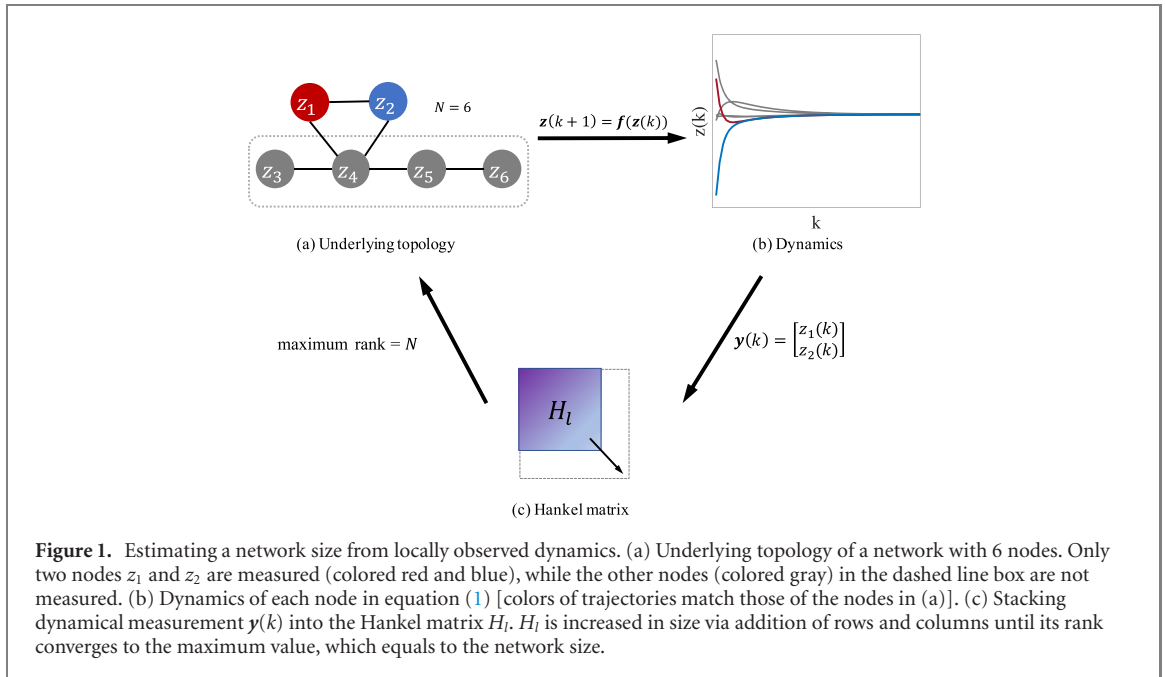 z₁ z₂ N = 6
z₃ z₄ z₅ z₆
(a) Underlying topology
z(k + 1) = f(z(k))
z(k)
k
(b) Dynamics
maximum rank = N
y(k) = [z₁(k)
z₂(k)]
Hₗ
(c) Hankel matrix
Figure 1. Estimating a network size from locally observed dynamics. (a) Underlying topology of a network with 6 nodes. Only
two nodes z₁ and z₂ are measured (colored red and blue), while the other nodes (colored gray) in the dashed line box are not
measured. (b) Dynamics of each node in equation (1) [colors of trajectories match those of the nodes in (a)]. (c) Stacking
dynamical measurement y(k) into the Hankel matrix Hₗ. Hₗ is increased in size via addition of rows and columns until its rank
converges to the maximum value, which equals to the network size.